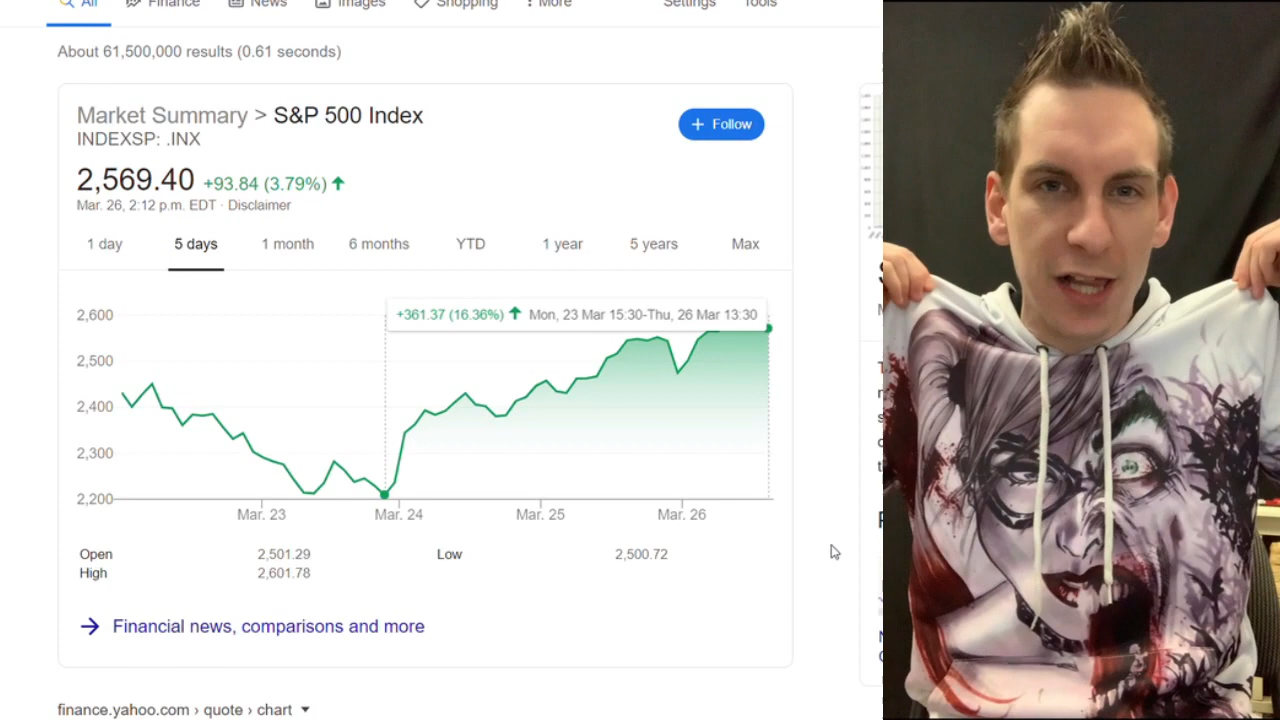 All Finance News Images Shopping More Settings Tools
About 61,500,000 results (0.61 seconds)
Market Summary > S&P 500 Index
INDEXSP: .INX
+ Follow
2,569.40 +93.84 (3.79%)
Mar. 26, 2:12 p.m. EDT · Disclaimer
1 day 5 days 1 month 6 months YTD 1 year 5 years Max
+361.37 (16.36%) Mon, 23 Mar 15:30-Thu, 26 Mar 13:30
2,600
2,500
2,400
2,300
2,200
Mar. 23 Mar. 24 Mar. 25 Mar. 26
Open 2,501.29 Low 2,500.72
High 2,601.78
Financial news, comparisons and more
finance.yahoo.com › quote › chart